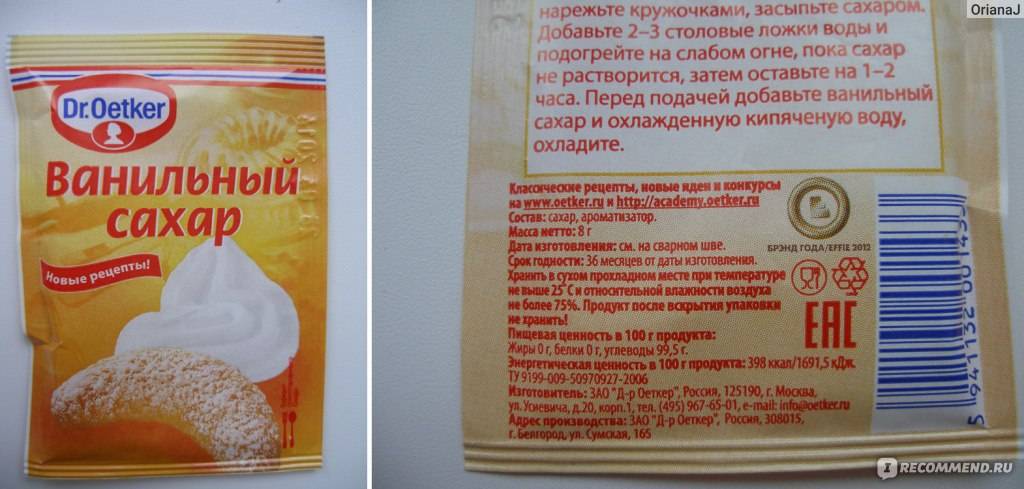 Dr.Oetker
Ванильный
сахар
Новые рецепты!
OrianaJ
нарежьте кружочками, засыпьте сахаром.
Добавьте 2–3 столовые ложки воды и
подогрейте на слабом огне, пока сахар
не растворится, затем оставьте на 1–2
часа. Перед подачей добавьте ванильный
сахар и охлажденную кипяченую воду,
охладите.
Классические рецепты, новые идеи и конкурсы
на www.oetker.ru и http://academy.oetker.ru
Состав: сахар, ароматизатор.
Масса нетто: 8 г
Дата изготовления: см. на сварном шве.
Срок годности: 36 месяцев от даты изготовления.
Хранить в сухом прохладном месте при температуре
не выше 25°С и относительной влажности воздуха
не более 75%. Продукт после вскрытия упаковки
не хранить!
Пищевая ценность в 100 г продукта:
Жиры 0 г, белки 0 г, углеводы 99,5 г.
Энергетическая ценность в 100 г продукта: 398 ккал/1691,5 кДж.
ТУ 9199-009-50970927-2006
Изготовитель: ЗАО "Д-р Оеткер", Россия, 125190, г. Москва,
ул. Усиевича, д.20, корп.1, тел. (495) 967-65-01, e-mail: info@oetker.ru
Адрес производства: ЗАО "Д-р Оеткер", Россия, 308015,
г. Белгород, ул. Сумская, 165
БРЭНД ГОДА/EFFIE 2012
EAC
5 941132 00143
I RECOMMEND.RU